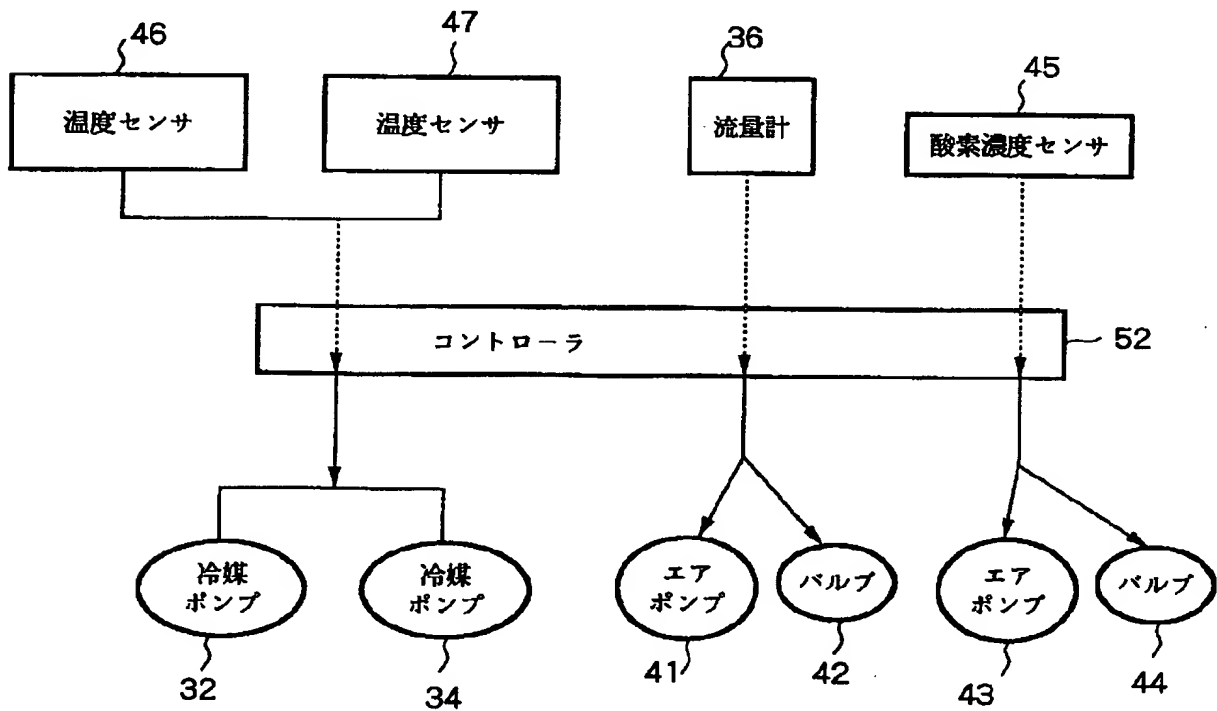 46
47
36
45
温度センサ
温度センサ
流量計
酸素濃度センサ
コントローラ
52
冷媒
ポンプ
冷媒
ポンプ
エア
ポンプ
バルブ
エア
ポンプ
バルブ
32
34
41
42
43
44